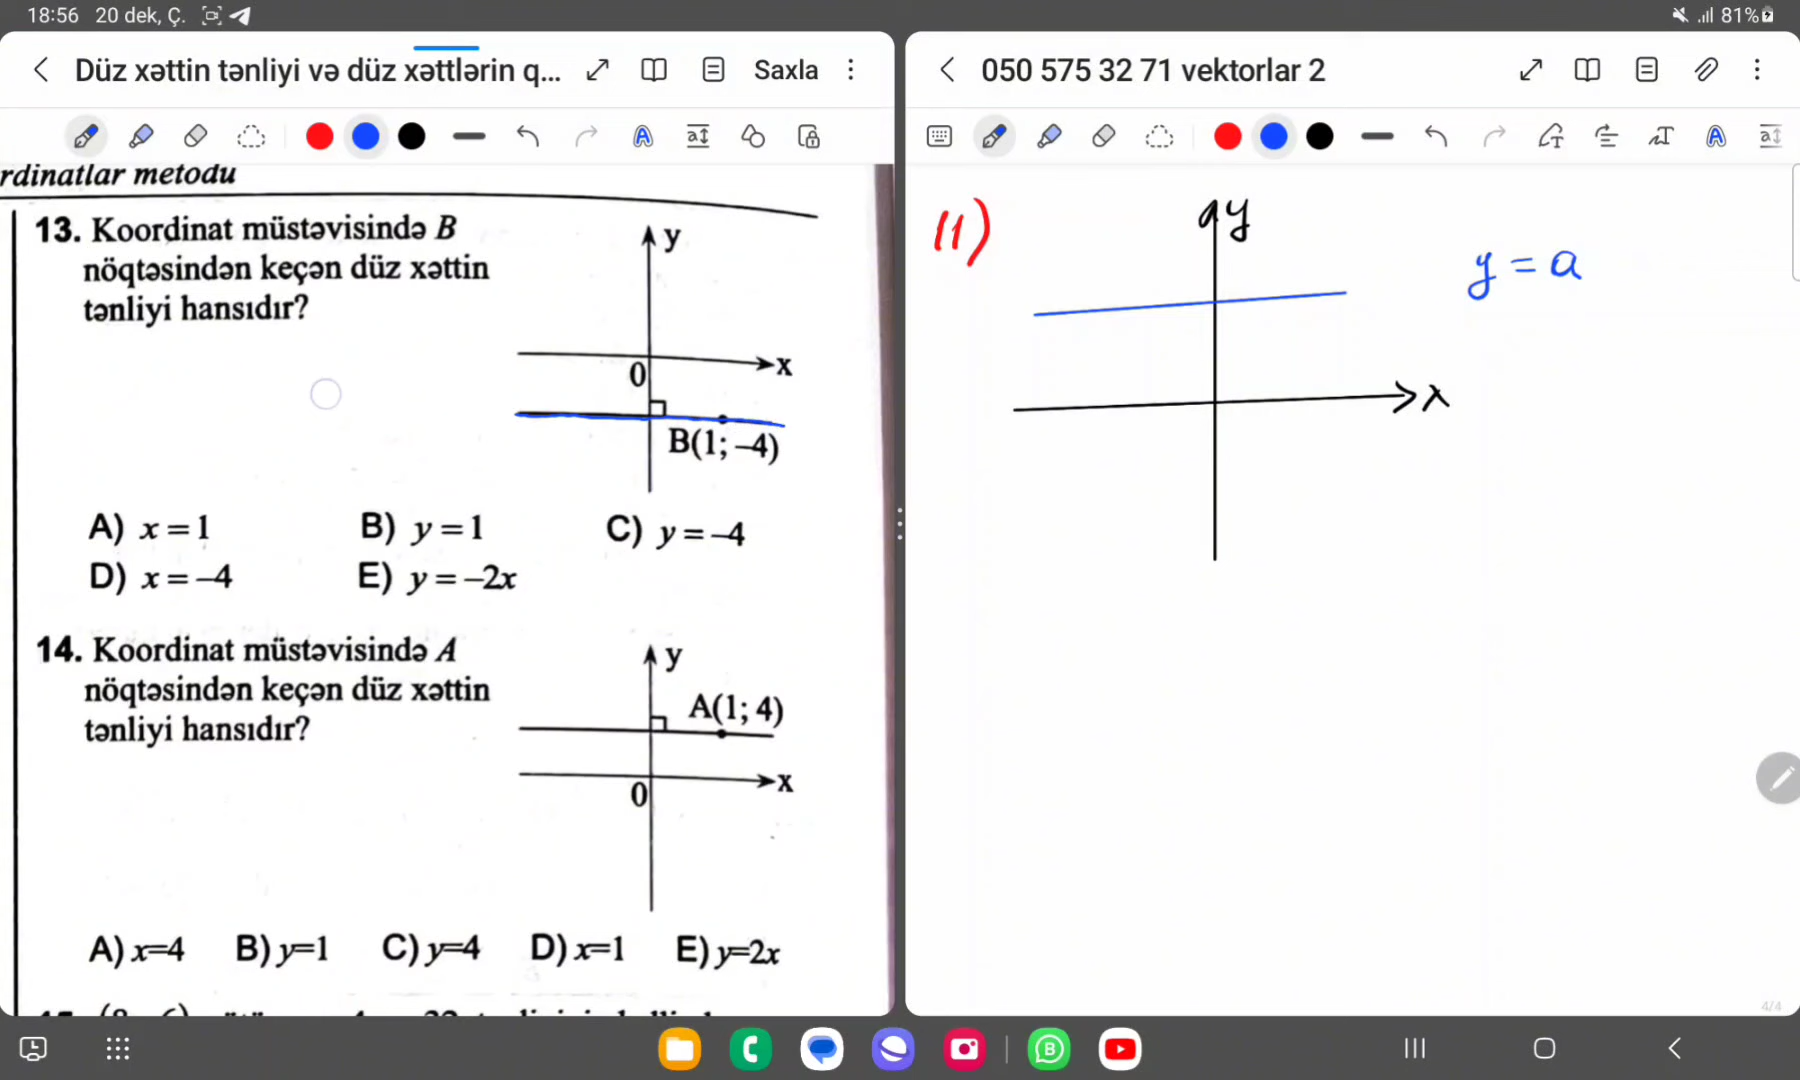 18:56 20 dek, Ç. 81%
Düz xəttin tənliyi və düz xəttlərin q... Saxla
rdinatlar metodu
13. Koordinat müstəvisində B
nöqtəsindən keçən düz xəttin
tənliyi hansıdır?
y
x
0
B(1; –4)
A) x = 1 B) y = 1 C) y = –4
D) x = –4 E) y = –2x
14. Koordinat müstəvisində A
nöqtəsindən keçən düz xəttin
tənliyi hansıdır?
y
A(1; 4)
x
0
A) x=4 B) y=1 C) y=4 D) x=1 E) y=2x
050 575 32 71 vektorlar 2
11)
y
y = a
x
4/4